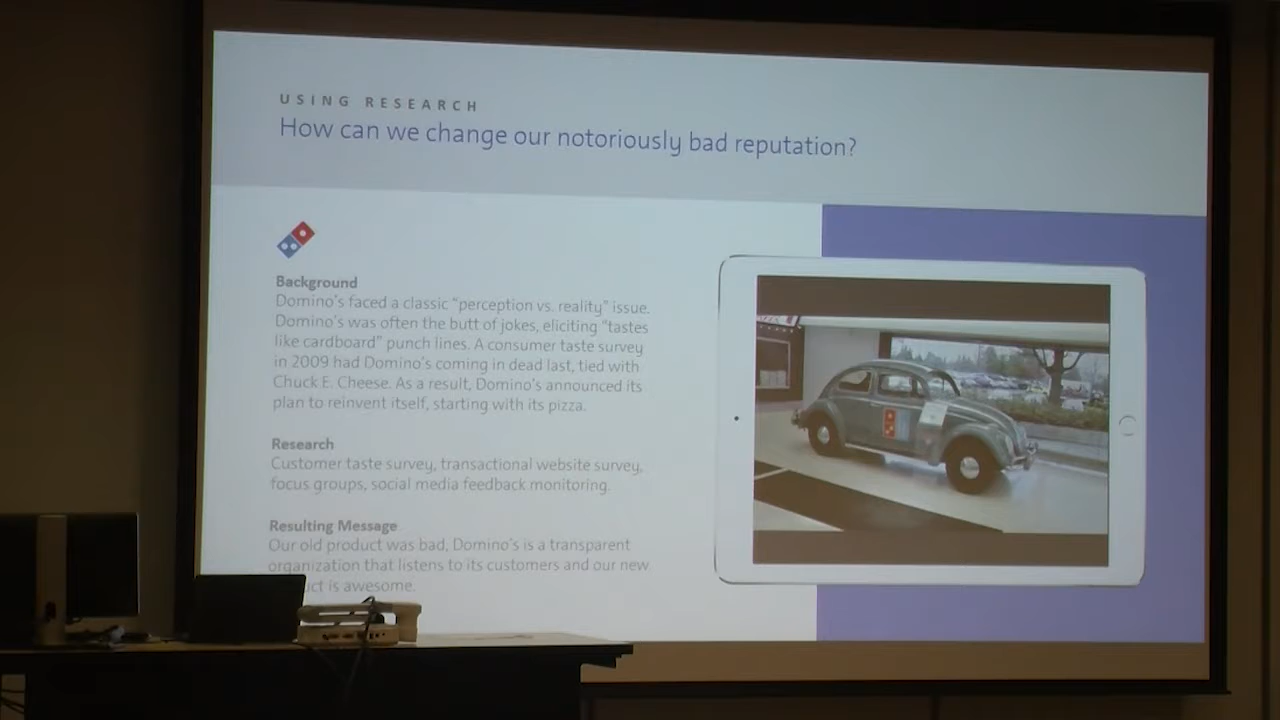 USING RESEARCH
How can we change our notoriously bad reputation?
Background
Domino's faced a classic "perception vs. reality" issue.
Domino's was often the butt of jokes, eliciting "tastes
like cardboard" punch lines. A consumer taste survey
in 2009 had Domino's coming in dead last, tied with
Chuck E. Cheese. As a result, Domino's announced its
plan to reinvent itself, starting with its pizza.
Research
Customer taste survey, transactional website survey,
focus groups, social media feedback monitoring.
Resulting Message
Our old product was bad, Domino's is a transparent
organization that listens to its customers and our new
uct is awesome.